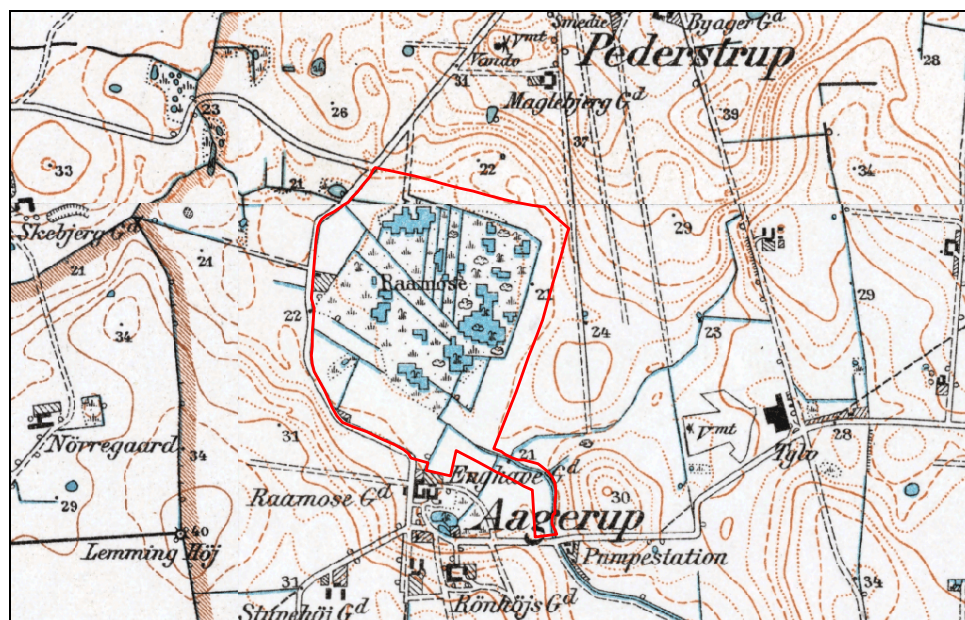 Smedie
Byager Gd
Vmt
Vando
Pederstrup
28
31
Maglebjerg Gd
23
26
39
37
33
22
34
21
Skebjerg Gd
29
21
21
Raamose
21
29
22
34
24
23
31
Vmt
Nörregaard
34
28
Tylv
21
Enghave Gd
29
Raamose Gd
30
Aagerup
40
Lemming Höj
Pumpestation
31
34
Stupehöj Gd
Rönhöjs Gd